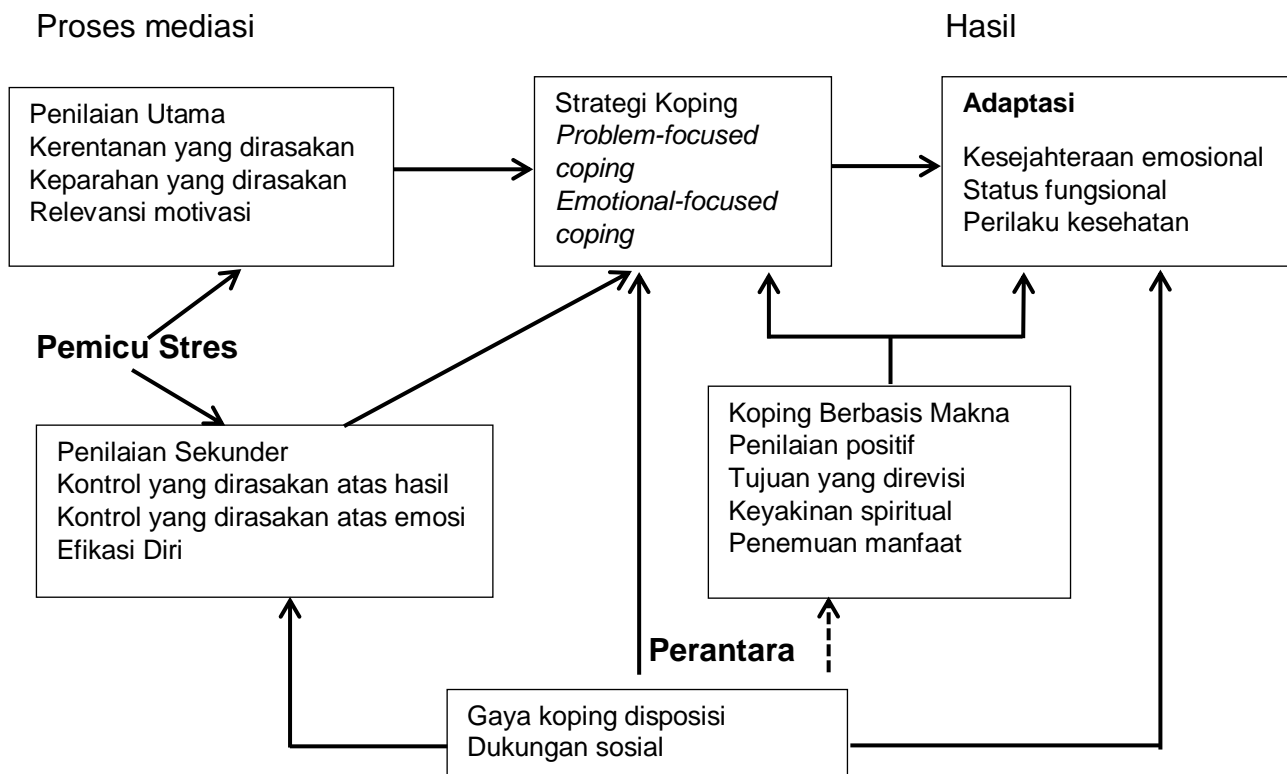 Proses mediasi
Hasil
Penilaian Utama
Kerentanan yang dirasakan
Keparahan yang dirasakan
Relevansi motivasi
Strategi Koping
Problem-focused
coping
Emotional-focused
coping
Adaptasi
Kesejahteraan emosional
Status fungsional
Perilaku kesehatan
Pemicu Stres
Penilaian Sekunder
Kontrol yang dirasakan atas hasil
Kontrol yang dirasakan atas emosi
Efikasi Diri
Koping Berbasis Makna
Penilaian positif
Tujuan yang direvisi
Keyakinan spiritual
Penemuan manfaat
Perantara
Gaya koping disposisi
Dukungan sosial